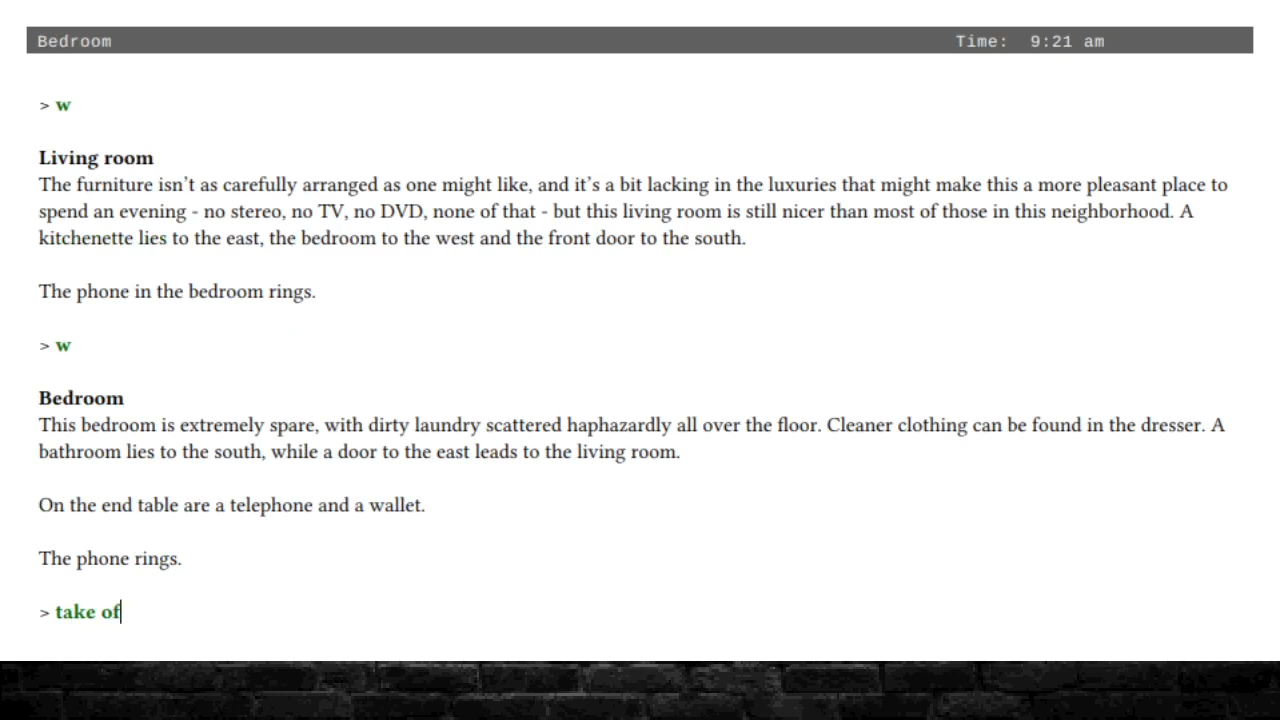 Bedroom Time: 9:21 am
> w
Living room
The furniture isn't as carefully arranged as one might like, and it's a bit lacking in the luxuries that might make this a more pleasant place to
spend an evening - no stereo, no TV, no DVD, none of that - but this living room is still nicer than most of those in this neighborhood. A
kitchenette lies to the east, the bedroom to the west and the front door to the south.
The phone in the bedroom rings.
> w
Bedroom
This bedroom is extremely spare, with dirty laundry scattered haphazardly all over the floor. Cleaner clothing can be found in the dresser. A
bathroom lies to the south, while a door to the east leads to the living room.
On the end table are a telephone and a wallet.
The phone rings.
> take of